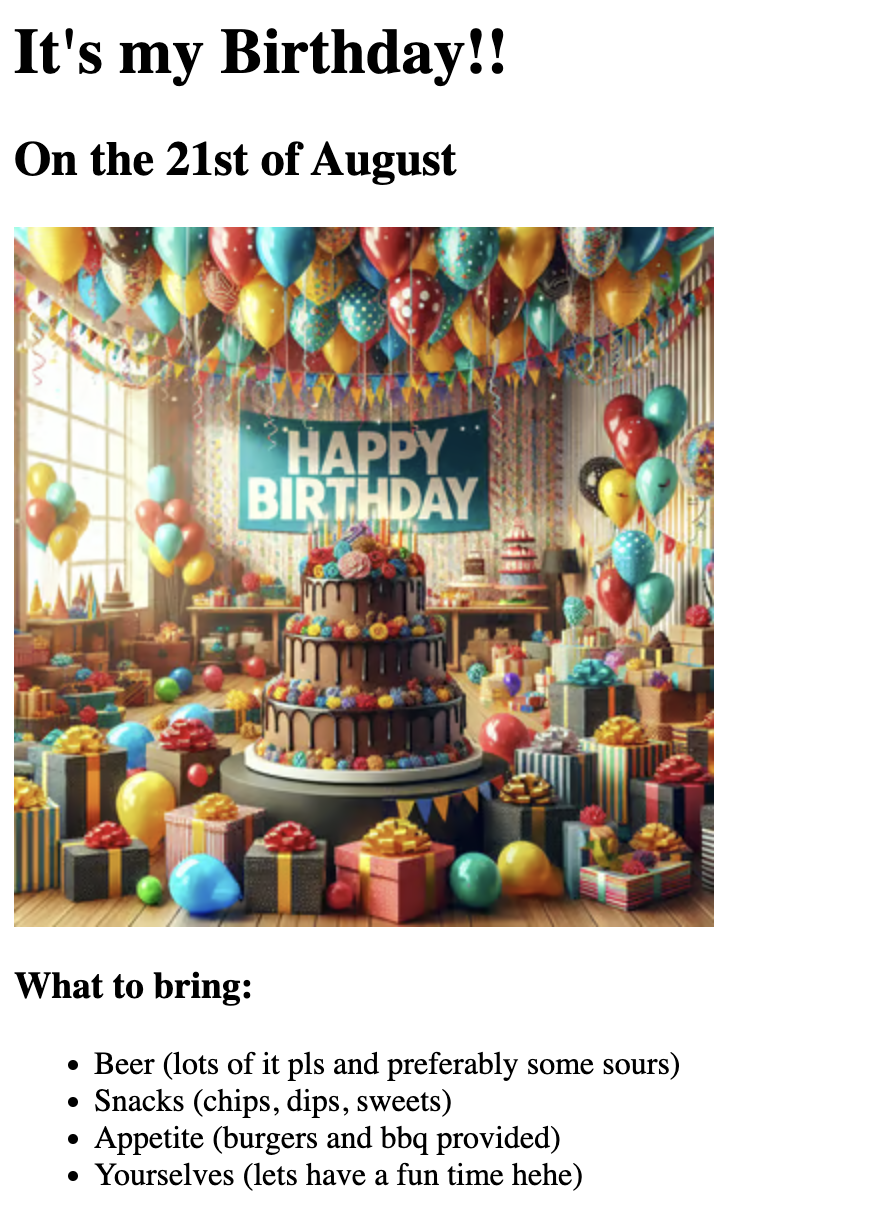 It's my Birthday!!
On the 21st of August
HAPPY
BIRTHDAY
What to bring:
Beer (lots of it pls and preferably some sours)
Snacks (chips, dips, sweets)
Appetite (burgers and bbq provided)
Yourselves (lets have a fun time hehe)